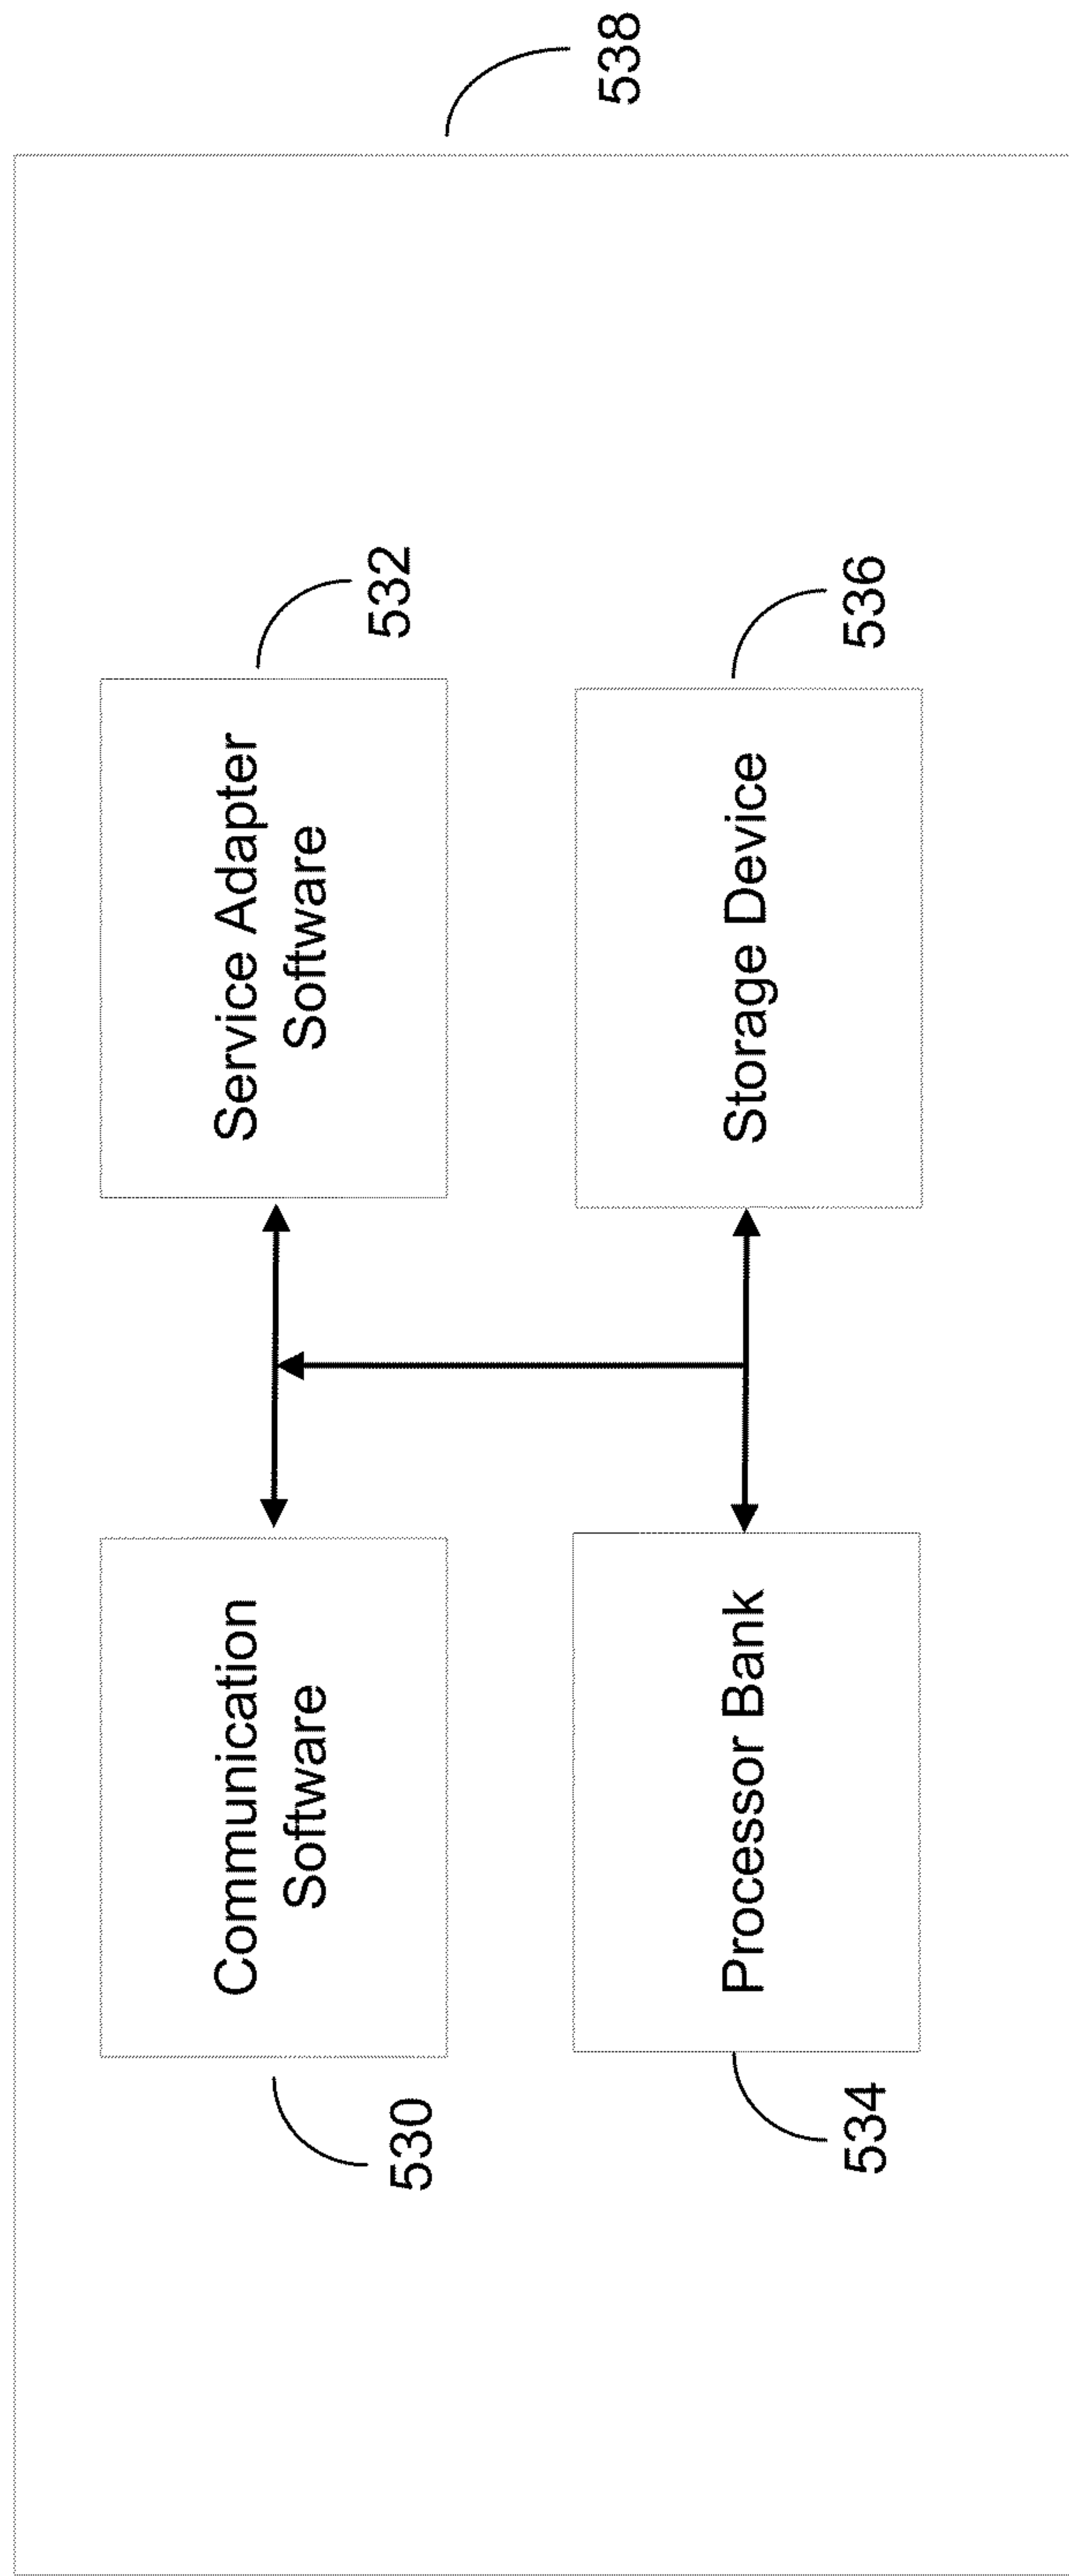 538
Communication
Software
530
Service Adapter
Software
532
Processor Bank
534
Storage Device
536